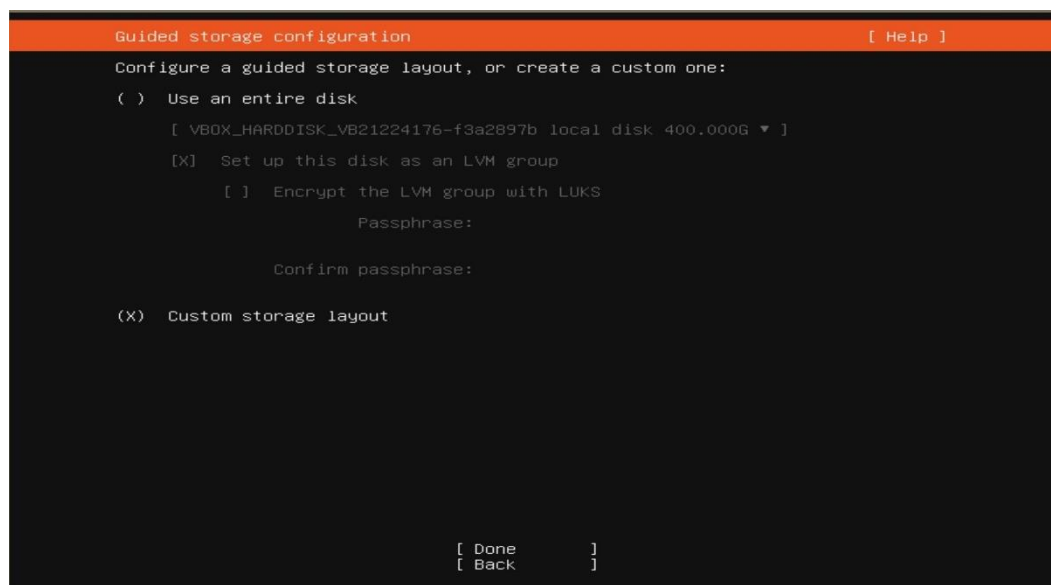 Guided storage configuration [ Help ]
Configure a guided storage layout, or create a custom one:
( ) Use an entire disk
[ VBOX_HARDDISK_VB21224176-f3a2897b local disk 400.000G ▾ ]
[X] Set up this disk as an LVM group
[ ] Encrypt the LVM group with LUKS
Passphrase:
Confirm passphrase:
(X) Custom storage layout
[ Done ]
[ Back ]